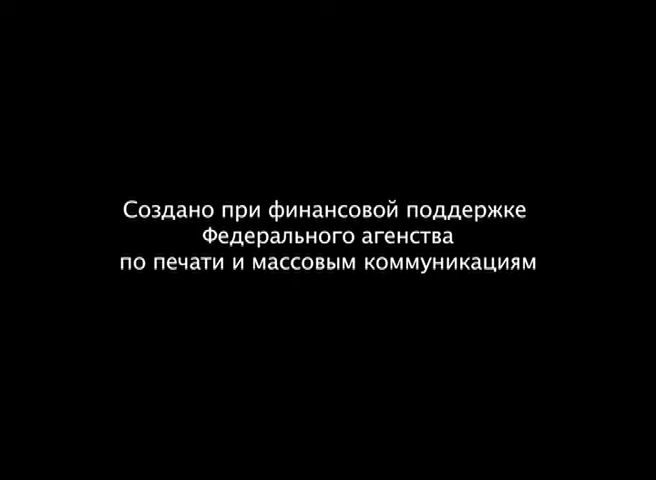 Создано при финансовой поддержке
Федерального агенства
по печати и массовым коммуникациям